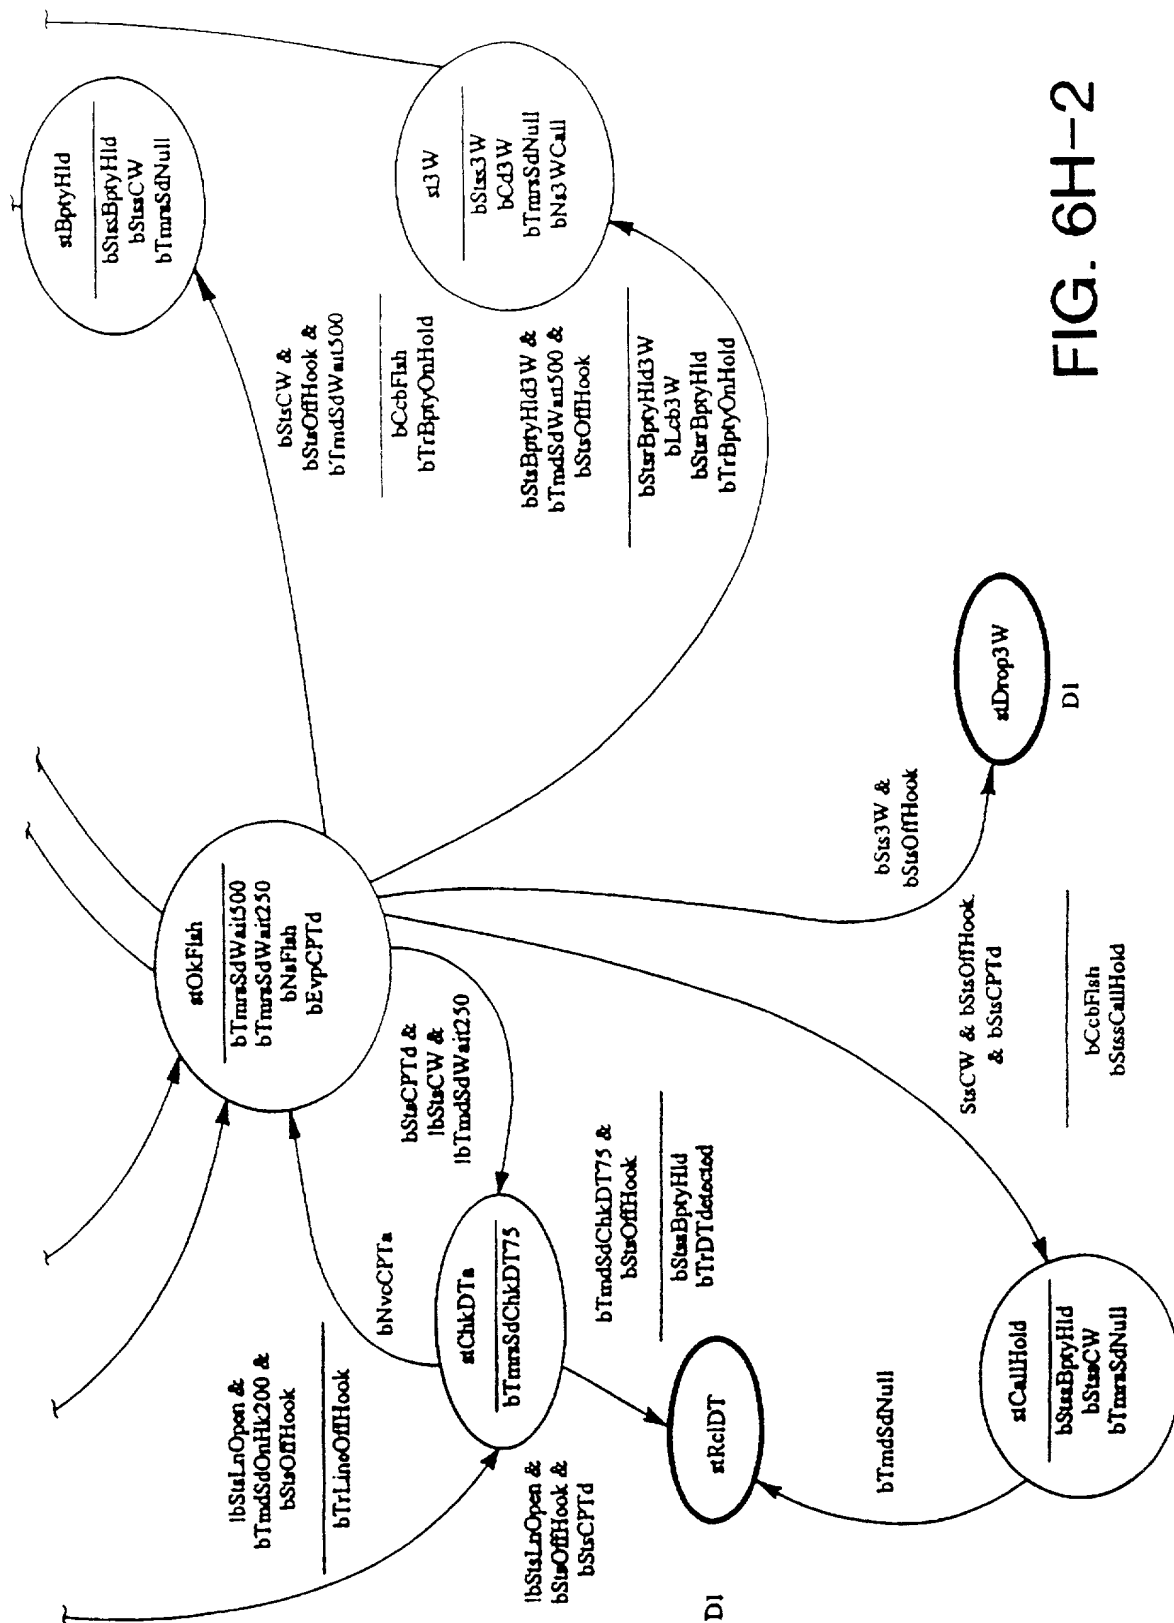 stBptyHld
bStssBptyHld
bStssCW
bTmrsSdNull
st3W
bStss3W
bCd3W
bTmrsSdNull
bNs3WCall
bStsCW &
bStsOffHook &
bTmdSdWait500
bCcbFlsh
bTrBptyOnHold
bStsBptyHld3W &
bTmdSdWait500 &
bStsOffHook
bStsrBptyHld3W
bLcb3W
bStsrBptyHld
bTrBptyOnHold
stOkFlsh
bTmrsSdWait500
bTmrsSdWait250
bNsFlsh
bEvpCPTd
bSts3W &
bStsOffHook
stDrop3W
D1
StsCW & bStsOffHook
& bStsCPTd
bCcbFlsh
bStssCallHold
bStsCPTd &
!bStsCW &
!bTmdSdWait250
bNvcCPTa
!bStsLnOpen &
bTmdSdOnHk200 &
bStsOffHook
bTrLineOffHook
stChkDTa
bTmrsSdChkDT75
bTmdSdChkDT75 &
bStsOffHook
bStssBptyHld
bTrDTdetected
!bStsLnOpen &
bStsOffHook &
bStsCPTd
stRclDT
D1
bTmdSdNull
stCallHold
bStssBptyHld
bStssCW
bTmrsSdNull
FIG. 6H-2